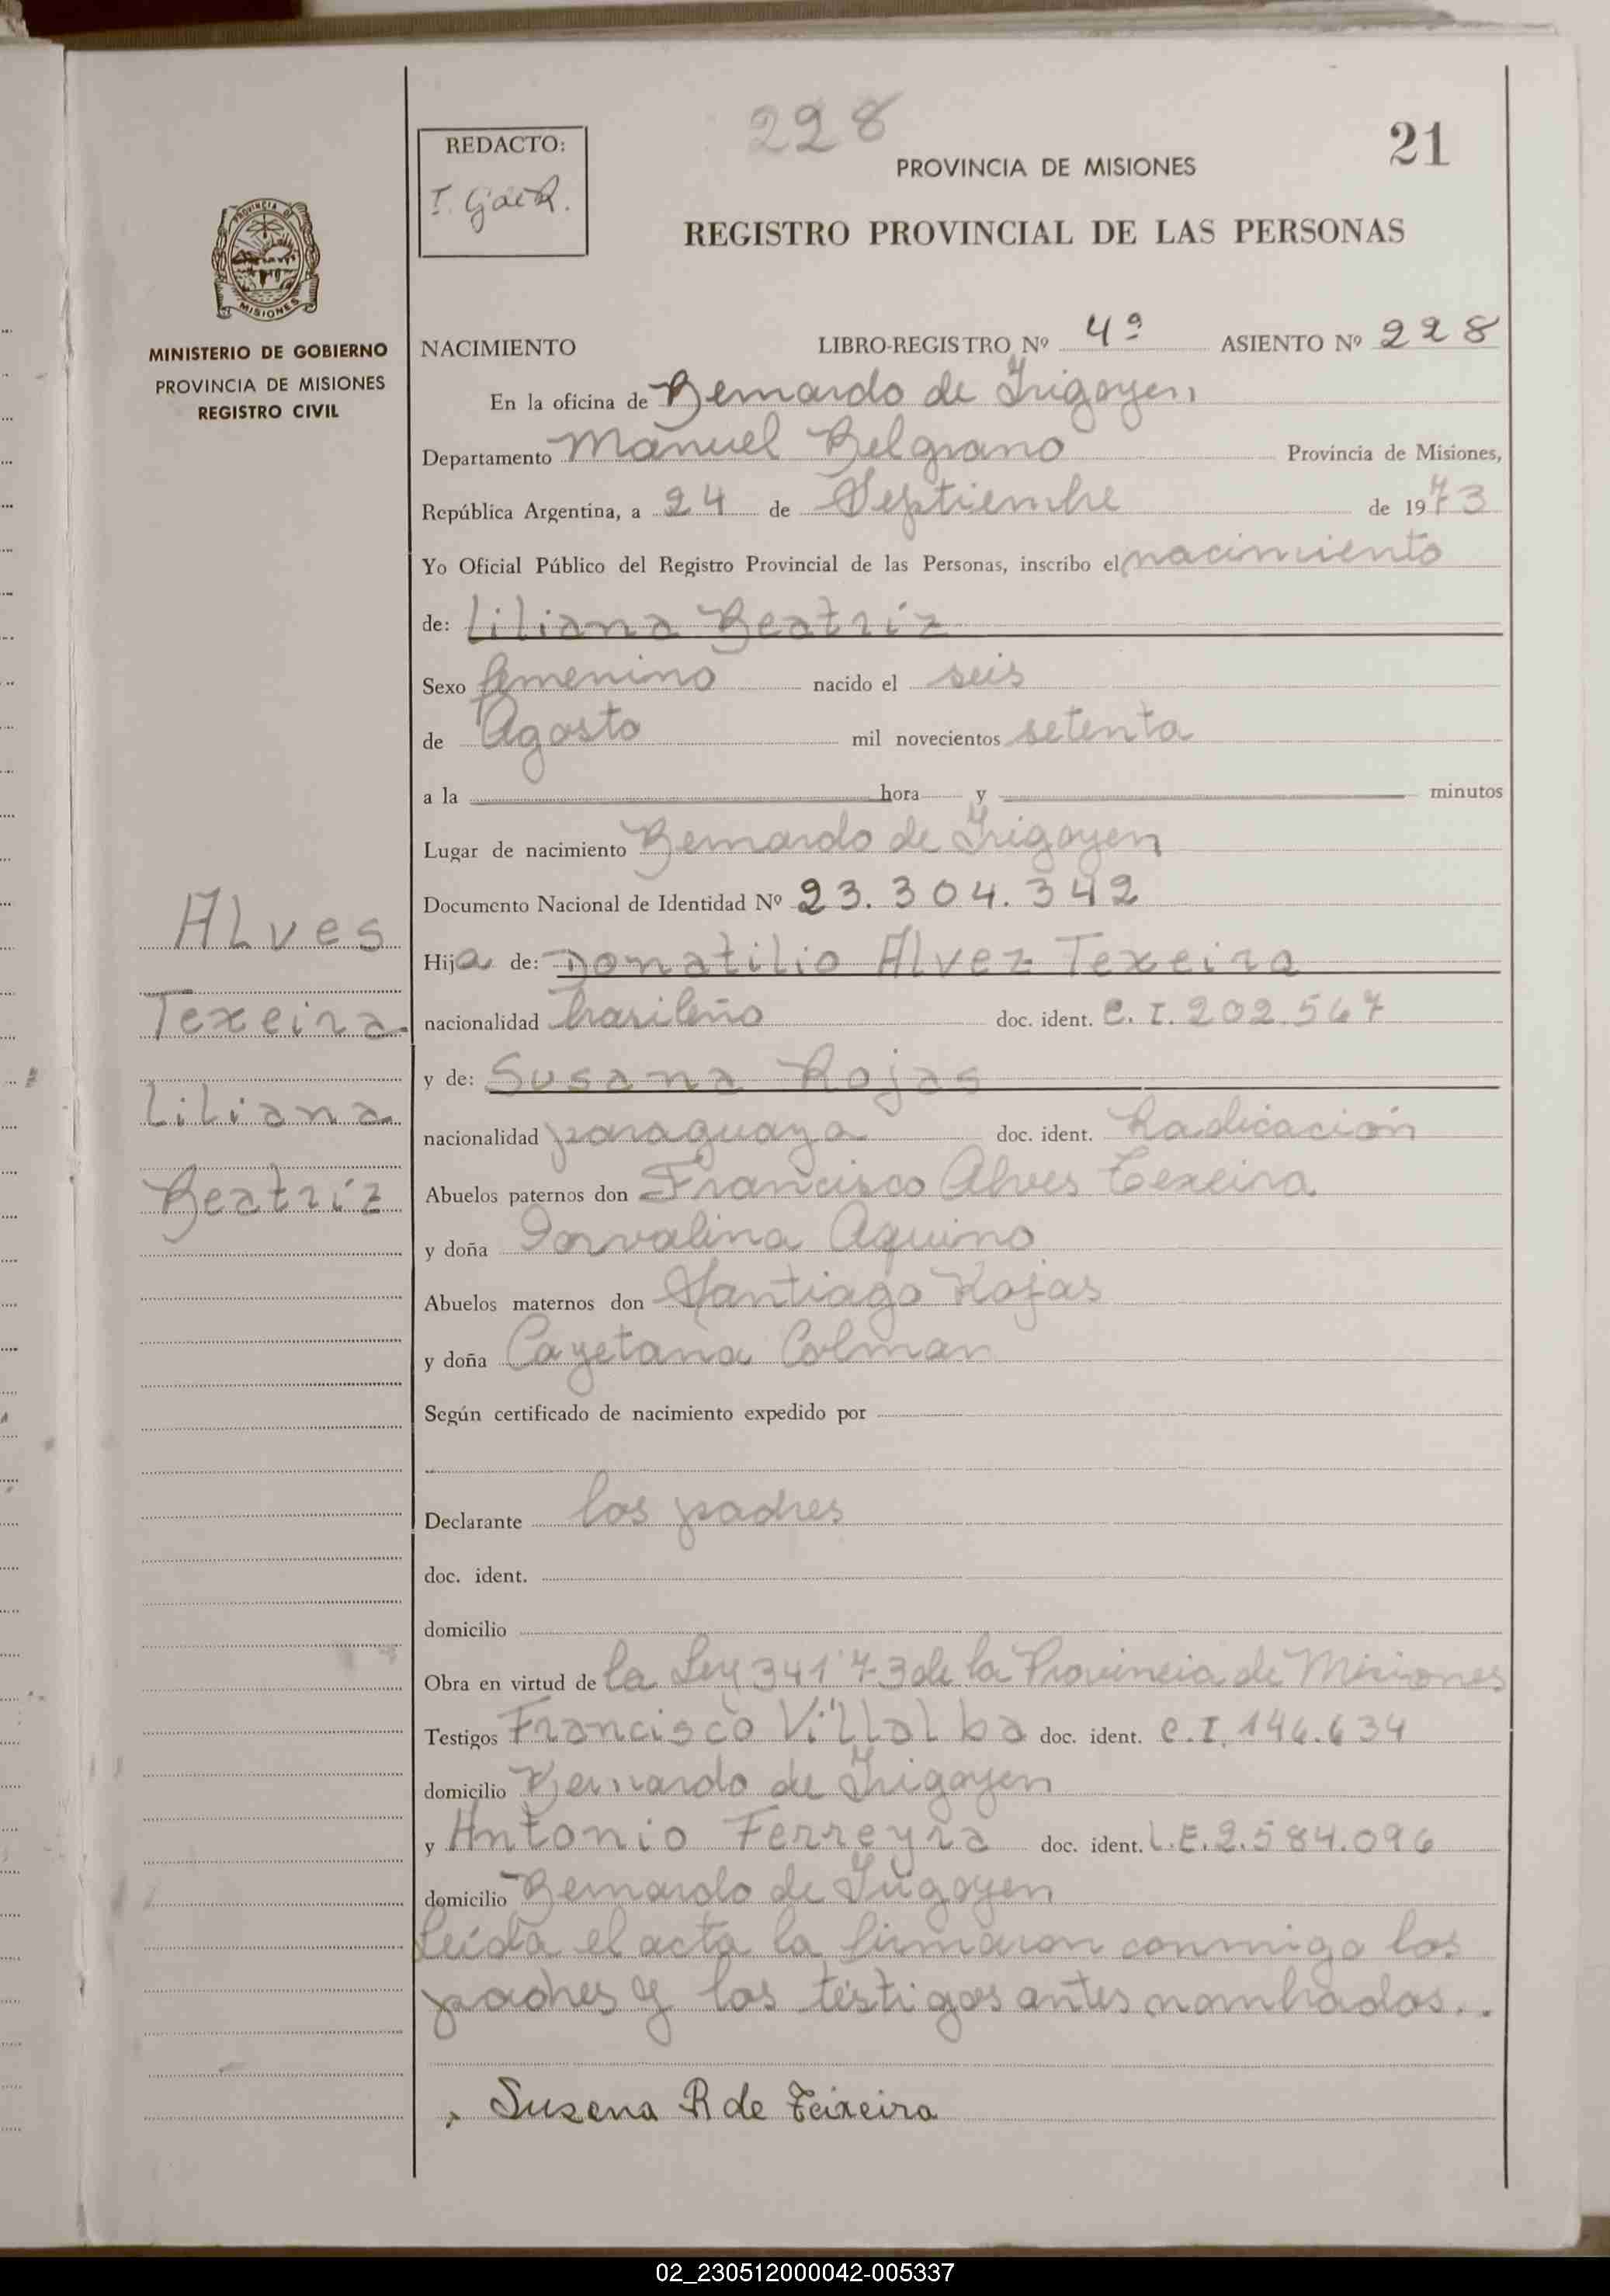 228
21
REDACTO:
PROVINCIA DE MISIONES
REGISTRO PROVINCIAL DE LAS PERSONAS
PROVINCIA DE
MISIONES
MINISTERIO DE GOBIERNO
PROVINCIA DE MISIONES
REGISTRO CIVIL
NACIMIENTO LIBRO-REGISTRO Nº 4º ASIENTO Nº 228
En la oficina de Bernardo de Irigoyen
Departamento Manuel Belgrano Provincia de Misiones,
República Argentina, a 24 de Septiembre de 1973
Yo Oficial Público del Registro Provincial de las Personas, inscribo el nacimiento
de: Liliana Beatríz
Sexo femenino nacido el seis
de Agosto mil novecientos setenta
a la hora y minutos
Lugar de nacimiento Bernardo de Irigoyen
Documento Nacional de Identidad Nº 23.304.342
Alves
Texeira
Liliana
Beatríz
Hija de: Donatilio Alvez Texeira
nacionalidad brasileño doc. ident. C. I. 202.567
y de: Susana Rojas
nacionalidad paraguaya doc. ident. Radicación
Abuelos paternos don Francisco Alves Texeira
y doña Aquino
Abuelos maternos don Santiago Rojas
y doña Cayetana Colman
Según certificado de nacimiento expedido por
Declarante los padres
doc. ident.
domicilio
Obra en virtud de la Ley 341'73 de la Provincia de Misiones
Testigos Francisco Villalba doc. ident. C.I. 146.634
domicilio Bernardo de Irigoyen
y Antonio Ferreyra doc. ident. L.E. 2.584.096
domicilio Bernardo de Irigoyen
Leída el acta la firmaron conmigo los
padres y los testigos antes nombrados..
Susena R de Teixeira
02_230512000042-005337